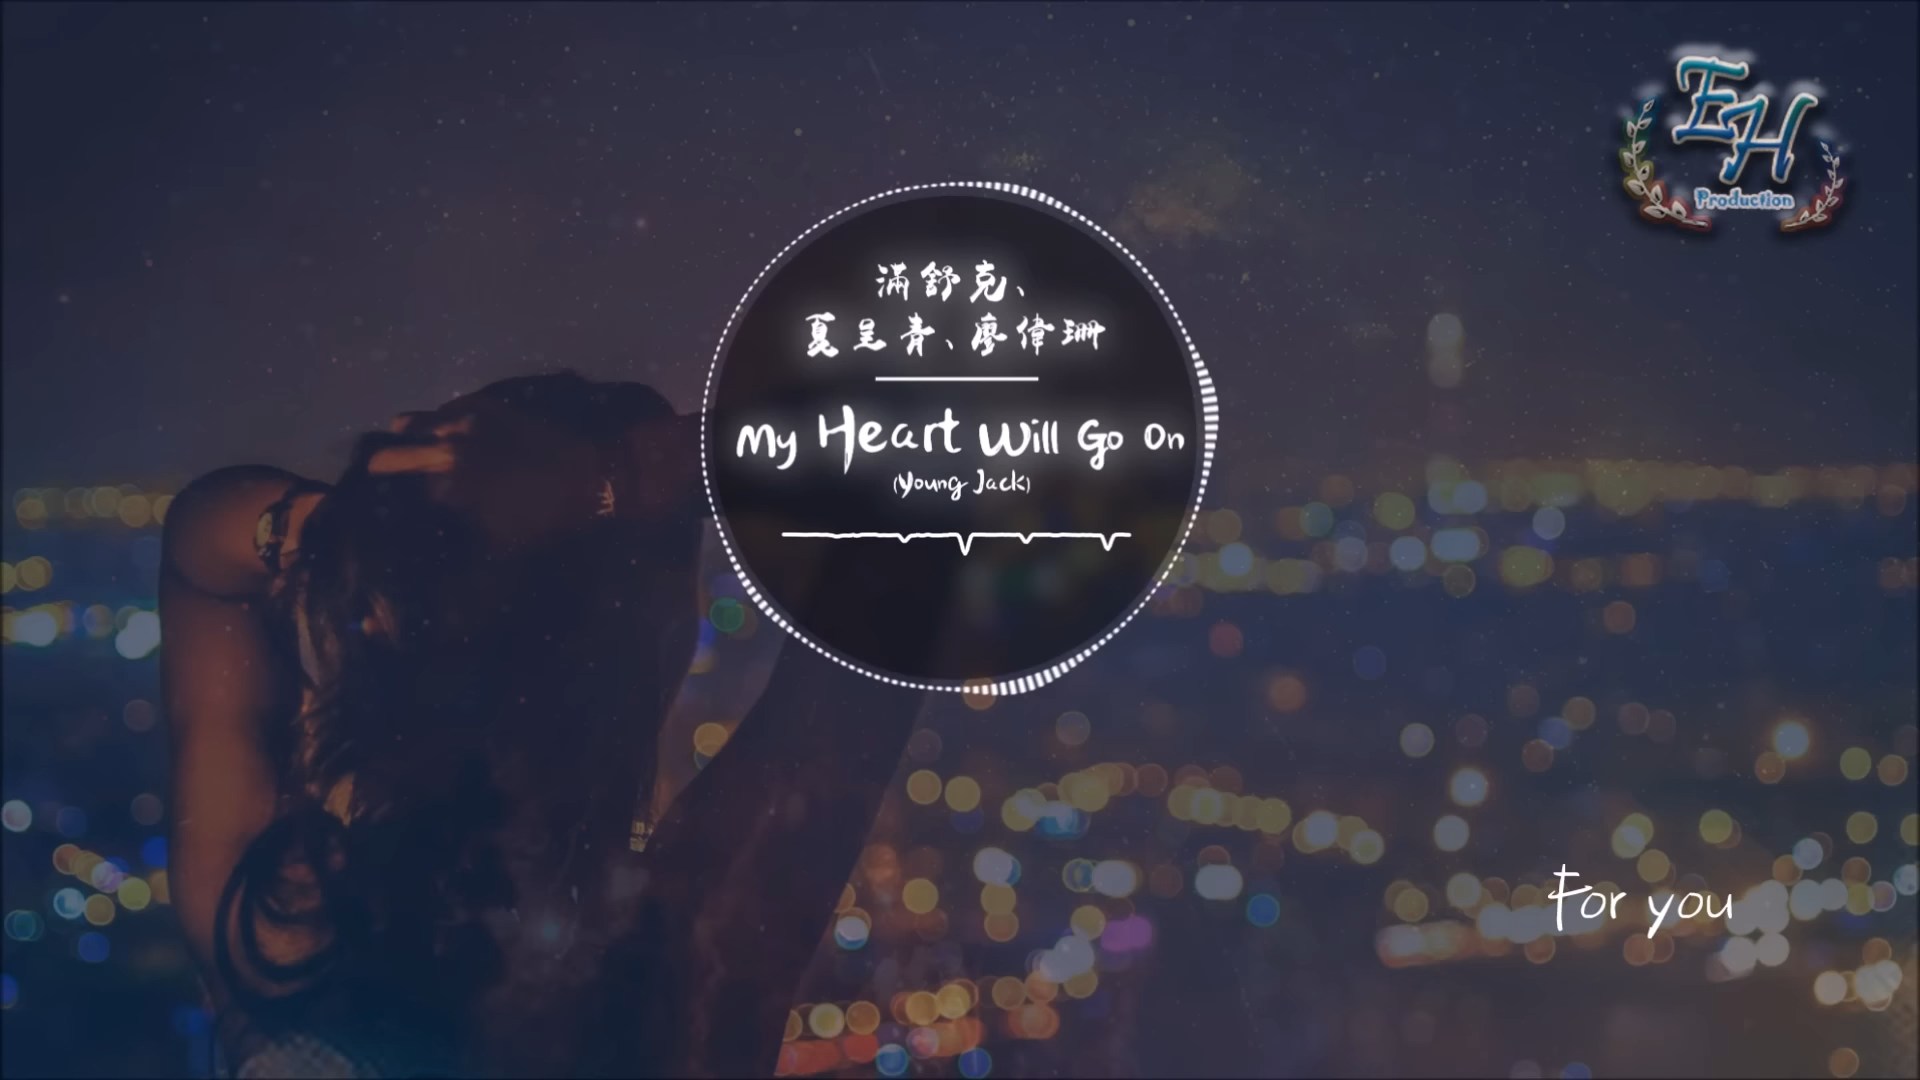 EH
Production
滿舒克、
夏呈青、廖偉珊
My Heart Will Go On
(Young Jack)
For you